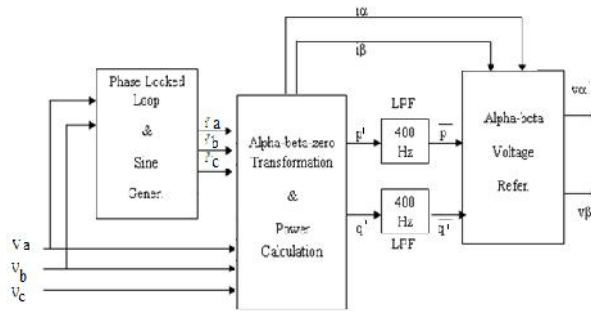 iα
iβ
Phase Locked
Loop
&
Sine
Gener.
a
b
c
Alpha-beta-zero
Transformation
&
Power
Calculation
LPF
400
Hz
p'
p
400
Hz
LPF
q'
q'
Alpha-beta
Voltage
Refer.
vα'
vβ
Va
Vb
Vc